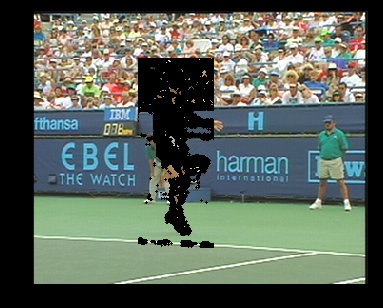 fthansa
IBM
H
EBEL
THE WATCH
harman
international